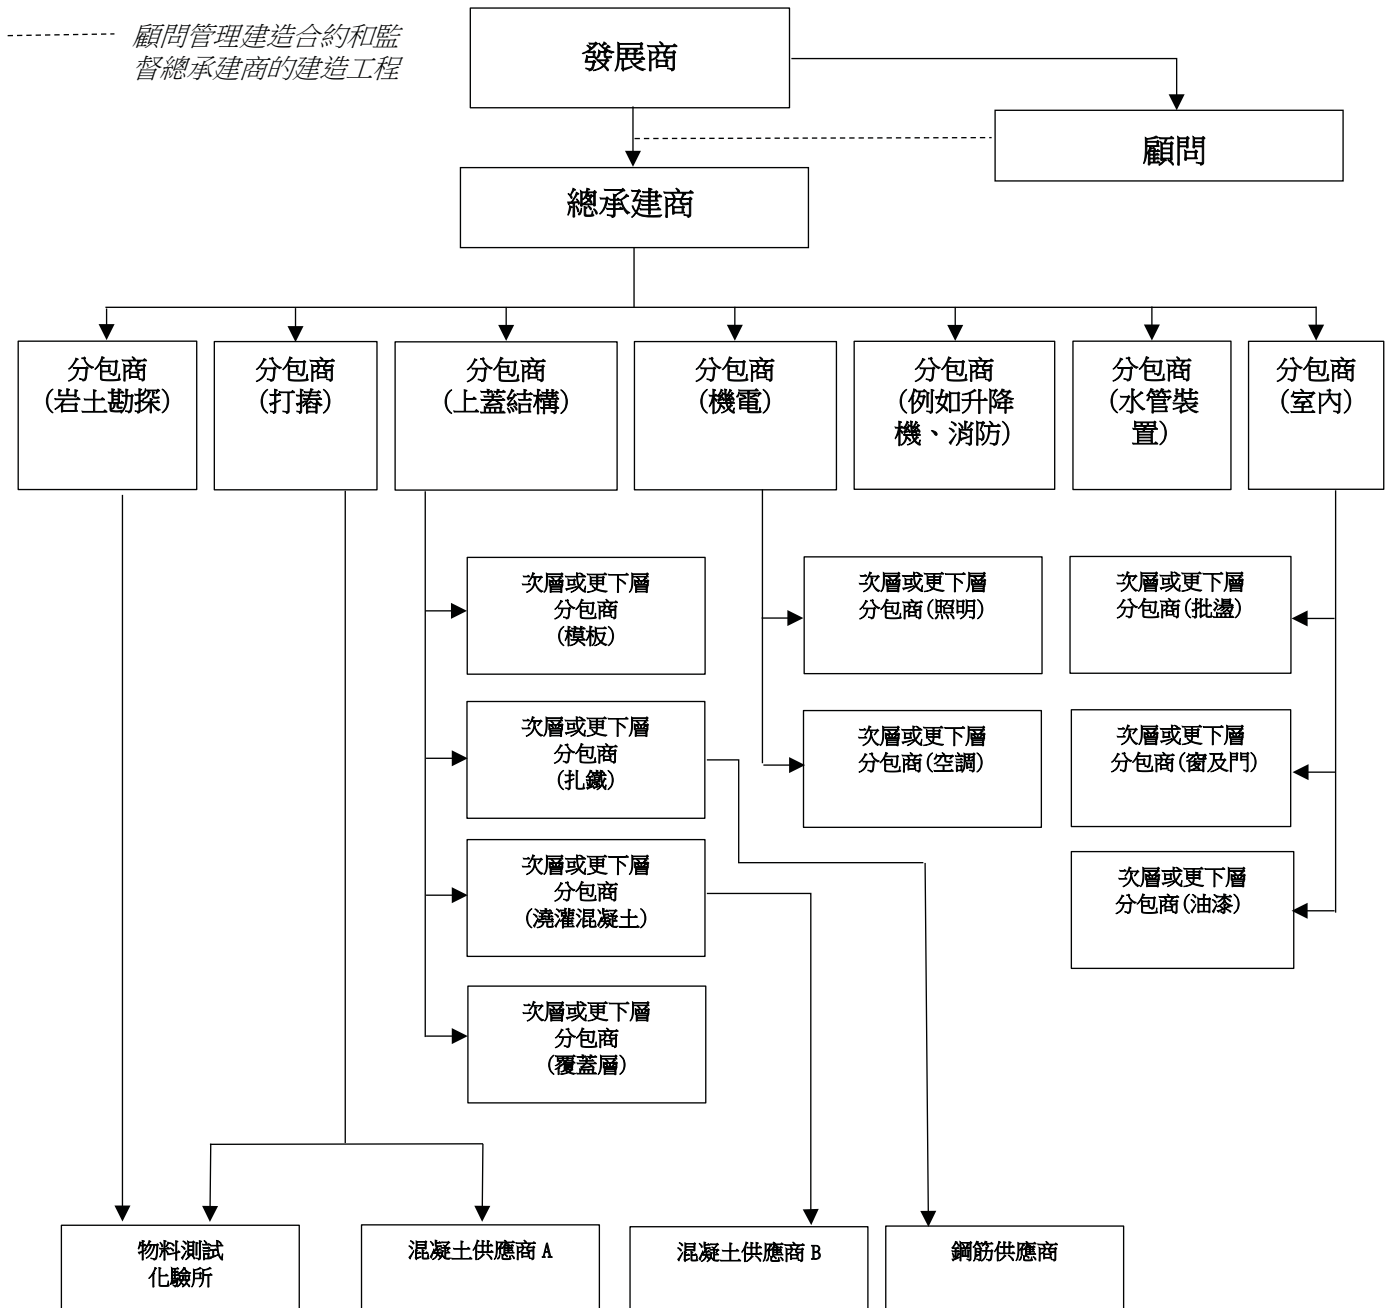 顧問管理建造合約和監
督總承建商的建造工程
發展商
顧問
總承建商
分包商
(岩土勘探)
分包商
(打摏)
分包商
(上蓋結構)
分包商
(機電)
分包商
(例如升降
機、消防)
分包商
(水管裝
置)
分包商
(室內)
次層或更下層
分包商
(模板)
次層或更下層
分包商(照明)
次層或更下層
分包商(批盪)
次層或更下層
分包商
(扎鐵)
次層或更下層
分包商(空調)
次層或更下層
分包商(窗及門)
次層或更下層
分包商
(澆灌混凝土)
次層或更下層
分包商(油漆)
次層或更下層
分包商
(覆蓋層)
物料測試
化驗所
混凝土供應商 A
混凝土供應商 B
鋼筋供應商